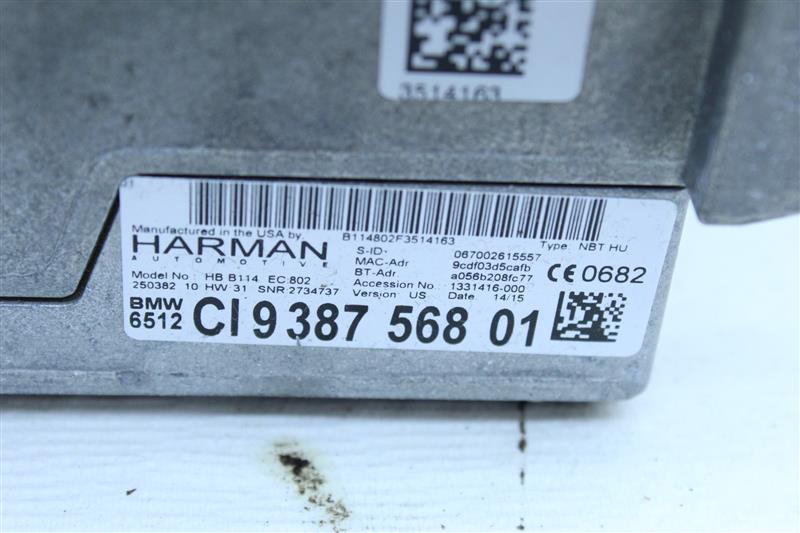 3514163
Manufactured in the USA by
HARMAN
AUTOMOTIVE
B114802F3514163
S-ID 067002615557
MAC-Adr 9cdf03d5cafb
BT-Adr a056b208fc77
Accession No.: 1331416-000
Version: US Date: 14/15
Type: NBT HU
CE 0682
Model No.: HB B114 EC:802
250382 10 HW:31 SNR:2734737
BMW
6512 CI 9 387 568 01